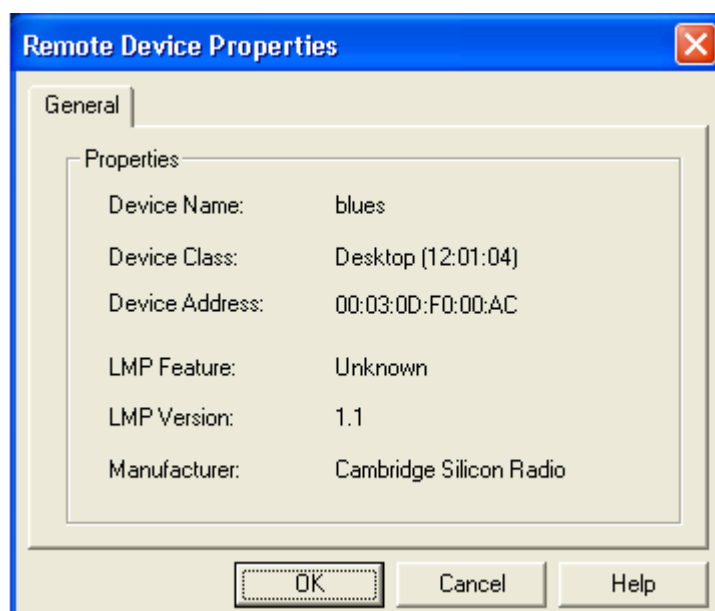 Remote Device Properties
General
Properties
Device Name: blues
Device Class: Desktop (12:01:04)
Device Address: 00:03:0D:F0:00:AC
LMP Feature: Unknown
LMP Version: 1.1
Manufacturer: Cambridge Silicon Radio
OK Cancel Help